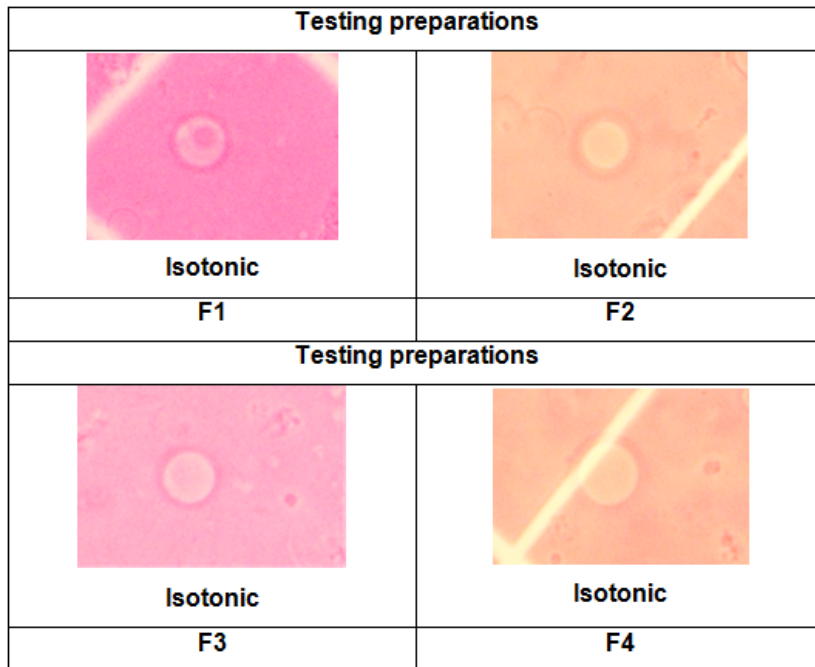 Testing preparations
Isotonic
Isotonic
F1
F2
Testing preparations
Isotonic
Isotonic
F3
F4